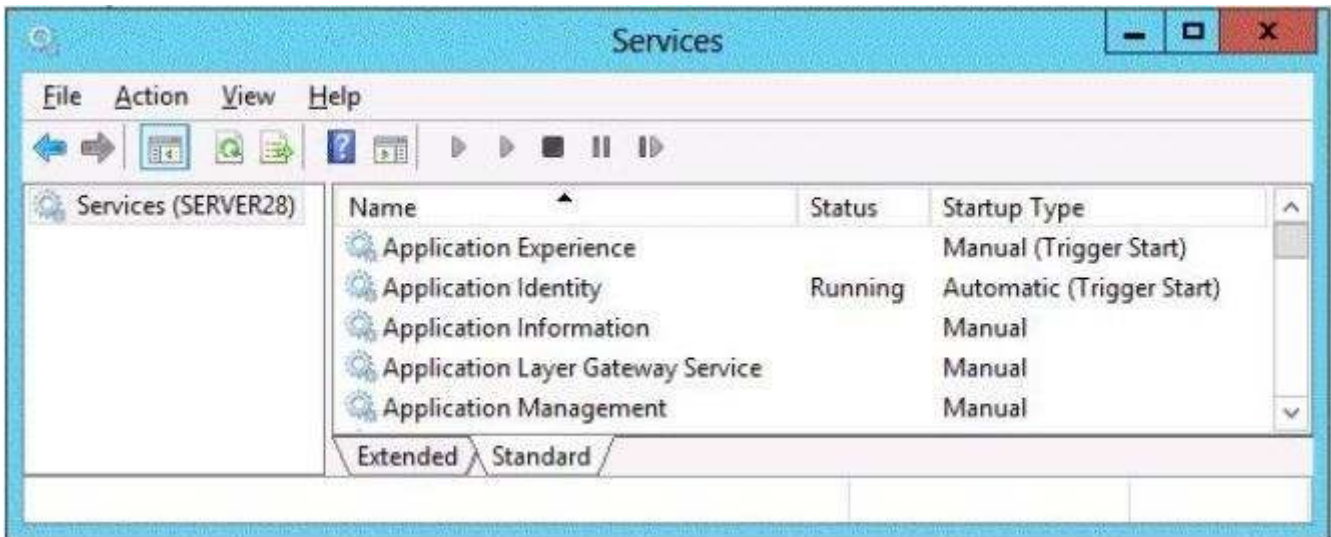 Services
File Action View Help
Services (SERVER28)
Name Status Startup Type
Application Experience Manual (Trigger Start)
Application Identity Running Automatic (Trigger Start)
Application Information Manual
Application Layer Gateway Service Manual
Application Management Manual
Extended Standard